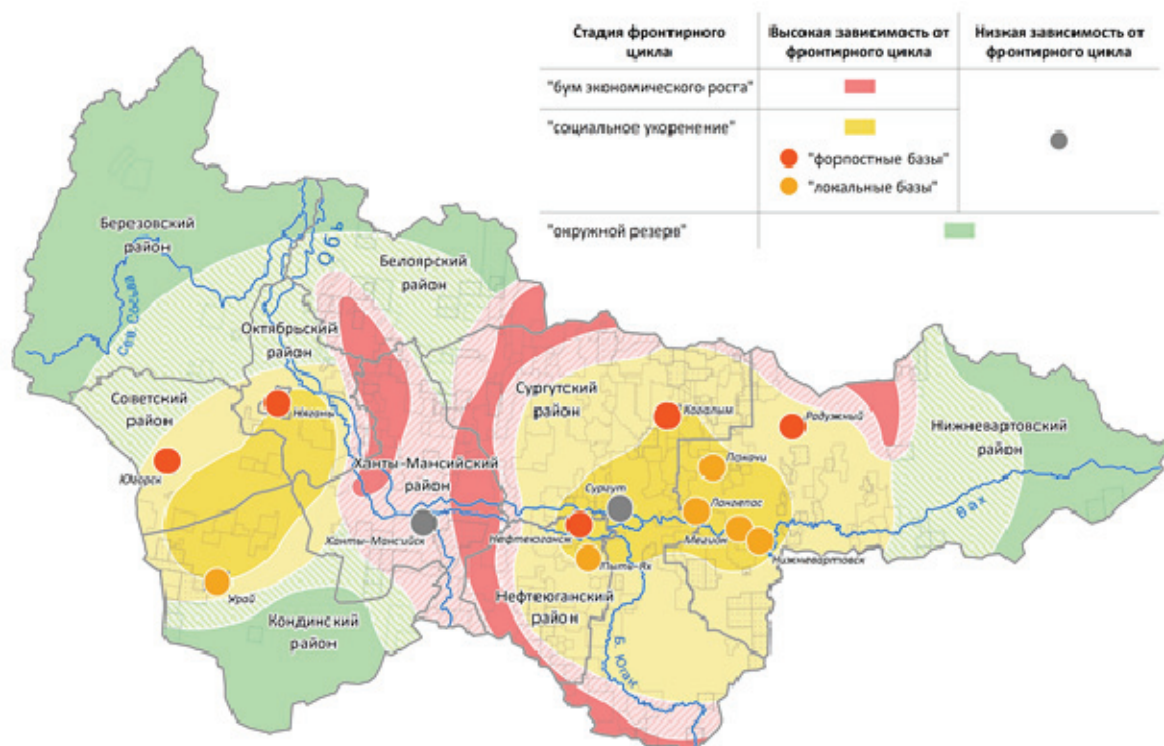 Стадия фронтирного
цикла
Высокая зависимость от
фронтирного цикла
Низкая зависимость от
фронтирного цикла
"бум экономического роста"
"социальное укоренение"
"форпостные базы"
"локальные базы"
"окружной резерв"
Березовский
район
Обь
Белоярский
район
Сев. Сосьва
Октябрьский
район
Советский
район
Нягань
Югорск
Сургутский
район
Когалым
Радужный
Нижневартовский
район
Ханты-Мансийский
район
Покачи
Сургут
Лангепас
Вах
Ханты-Мансийск
Нефтеюганск
Мегион
Нижневартовск
Пыть-Ях
Урай
Нефтеюганский
район
Кондинский
район
Б. Юган